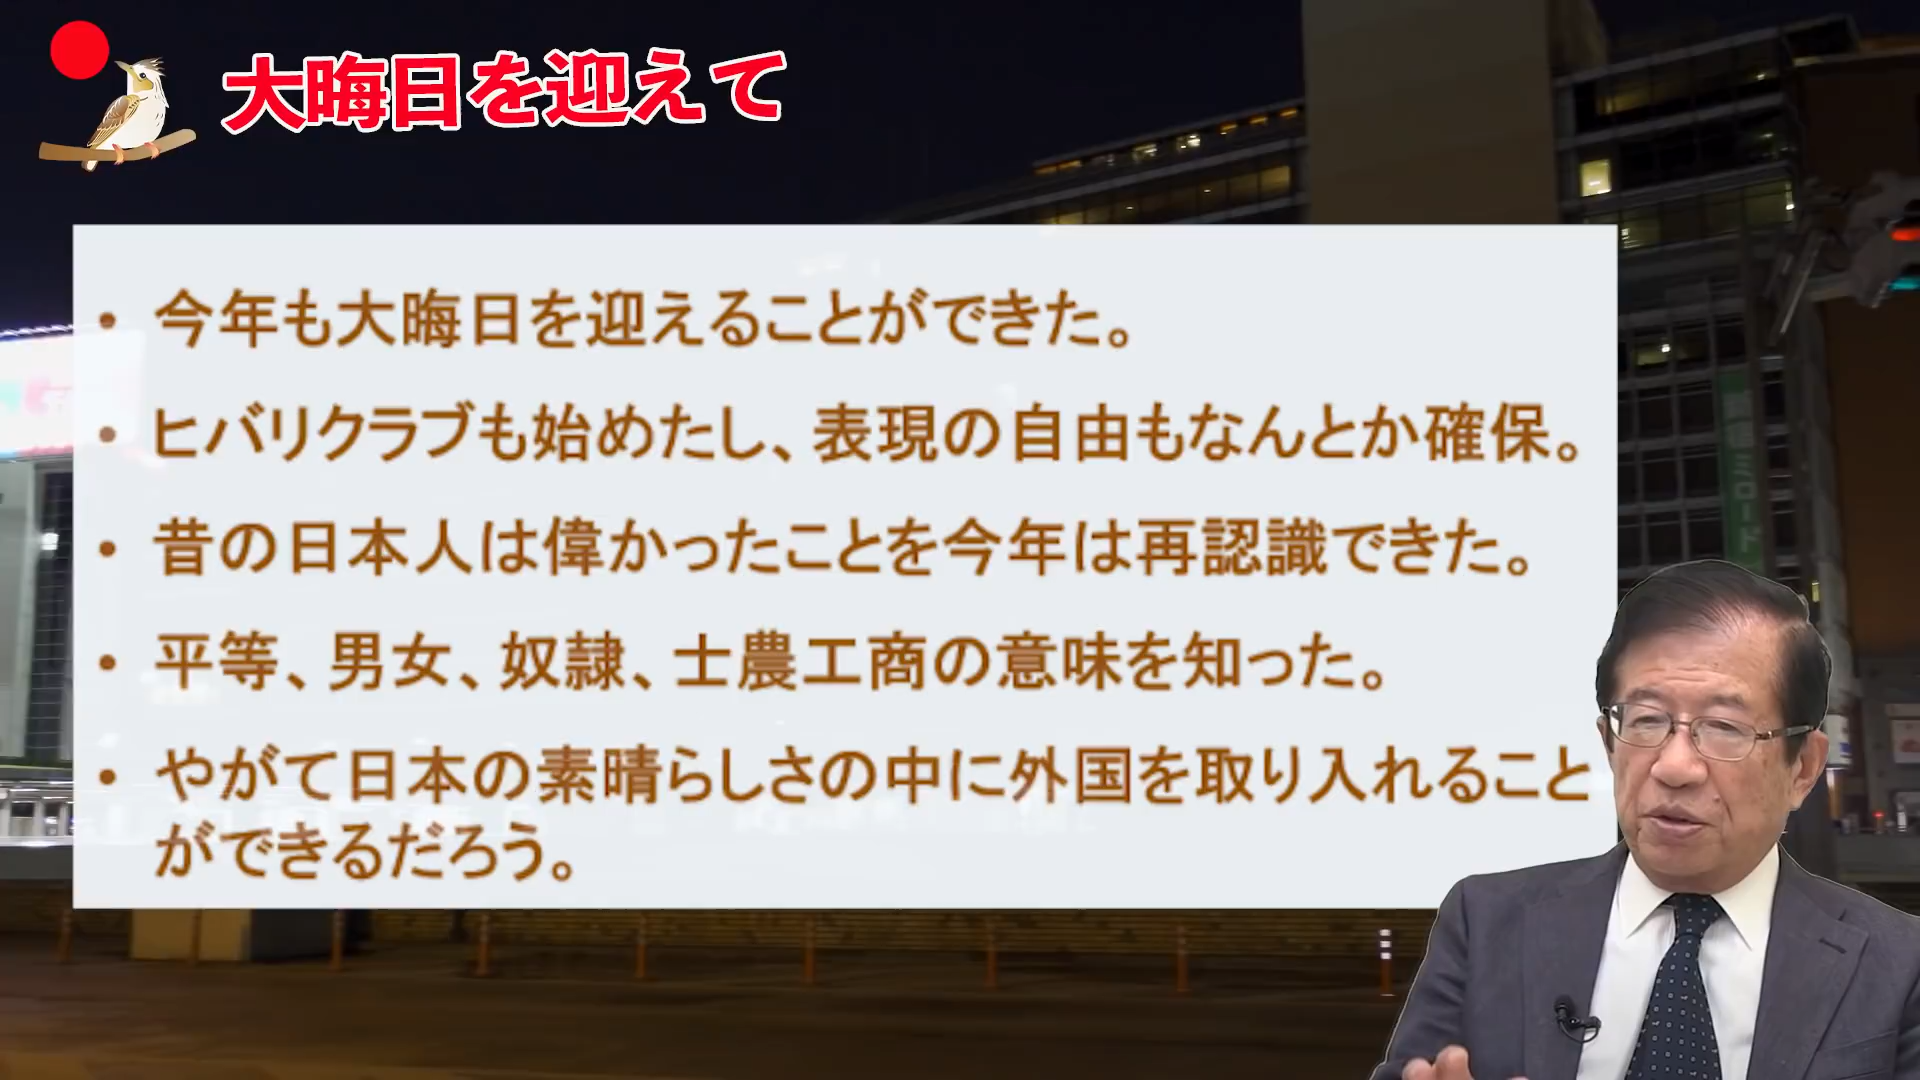 大晦日を迎えて
• 今年も大晦日を迎えることができた。
• ヒバリクラブも始めたし、表現の自由もなんとか確保。
• 昔の日本人は偉かったことを今年は再認識できた。
• 平等、男女、奴隷、士農工商の意味を知った。
• やがて日本の素晴らしさの中に外国を取り入れること
ができるだろう。